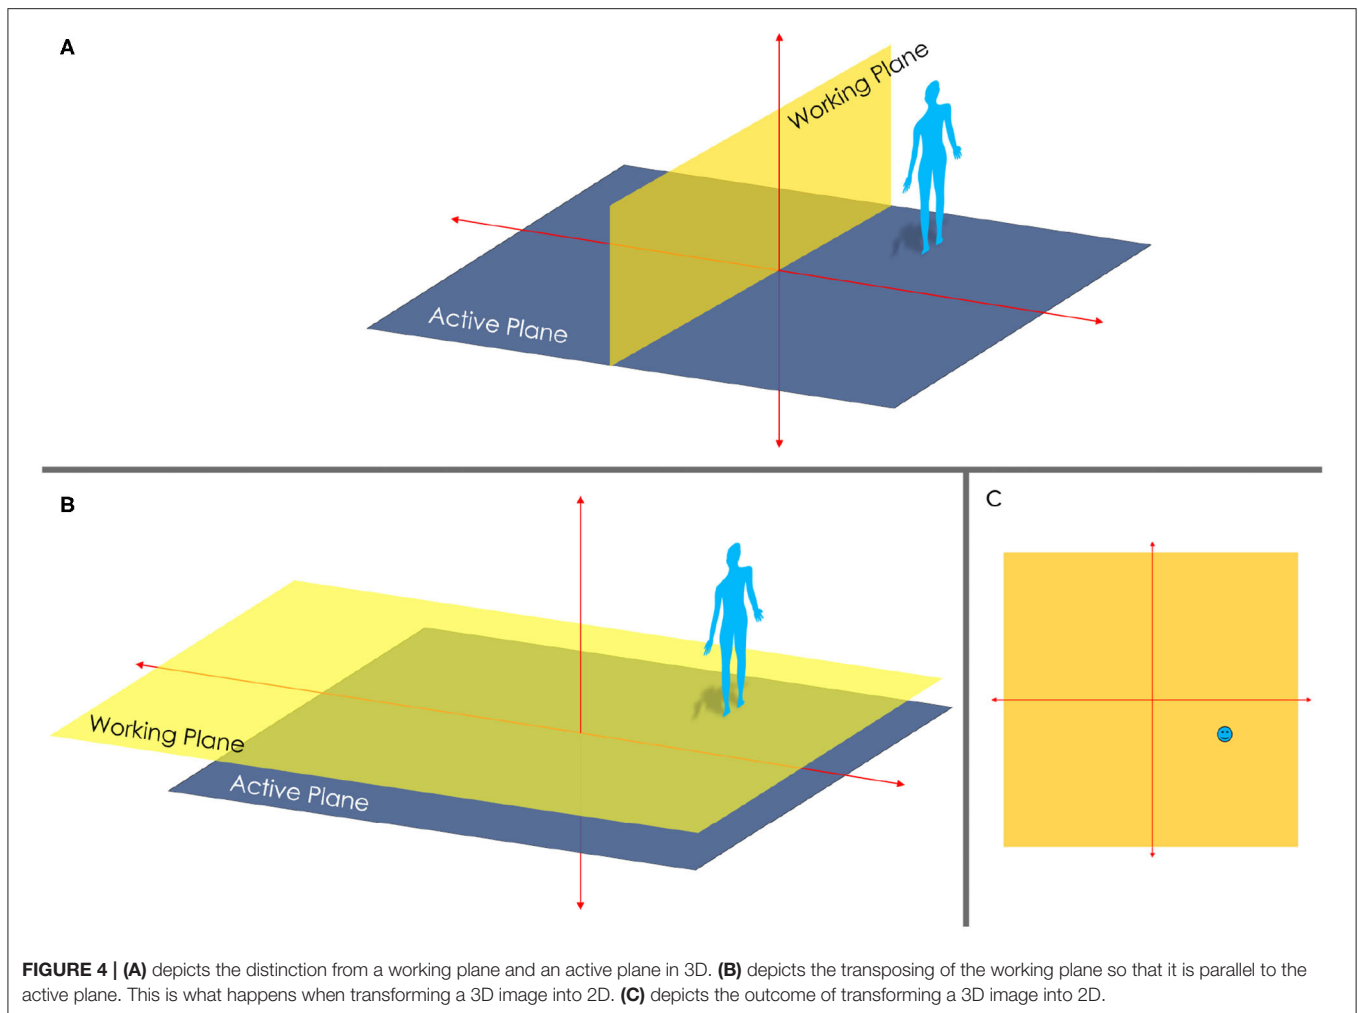 A
Working Plane
Active Plane
B
Working Plane
Active Plane
C
FIGURE 4 | (A) depicts the distinction from a working plane and an active plane in 3D. (B) depicts the transposing of the working plane so that it is parallel to the
active plane. This is what happens when transforming a 3D image into 2D. (C) depicts the outcome of transforming a 3D image into 2D.